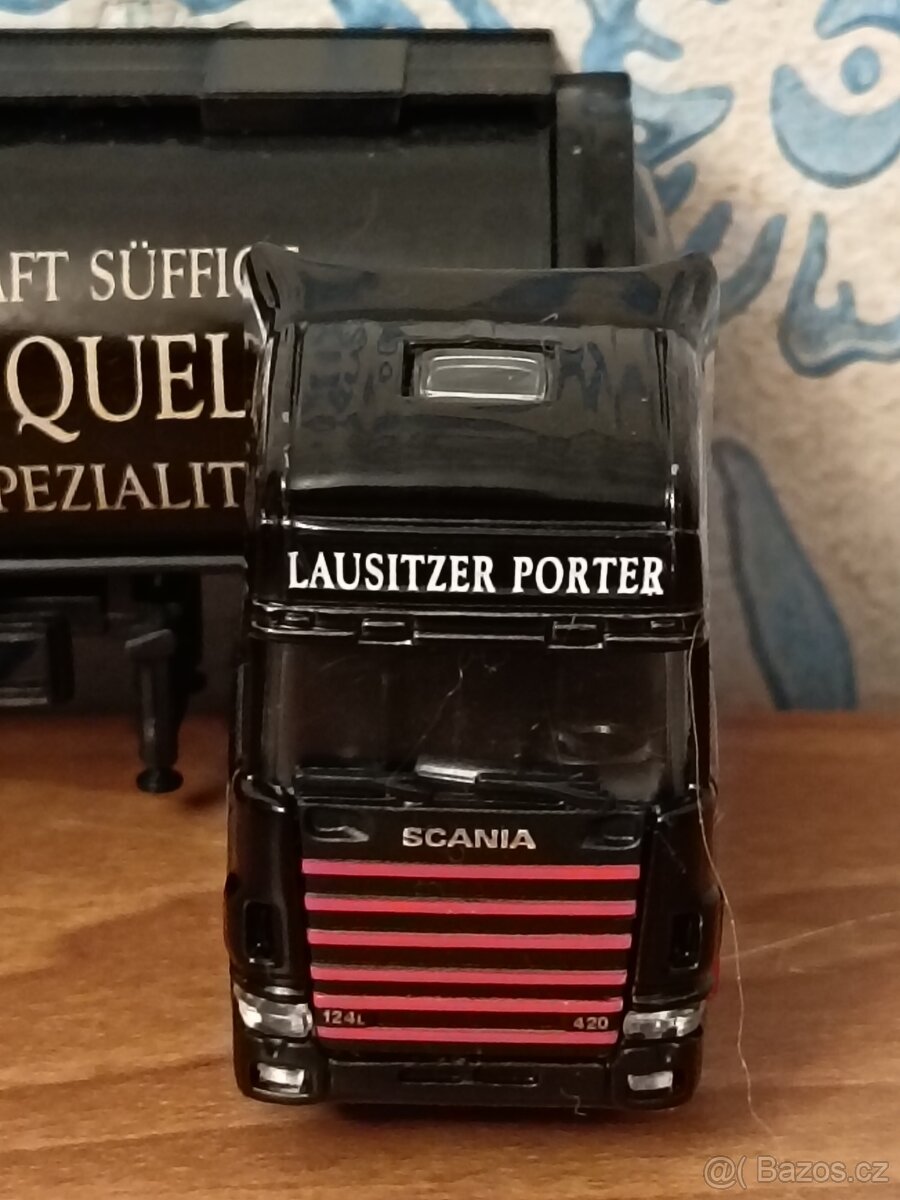 AFT SÜFFIG
QUEL
PEZIALIT
LAUSITZER PORTER
SCANIA
124L 420
@( Bazos.cz